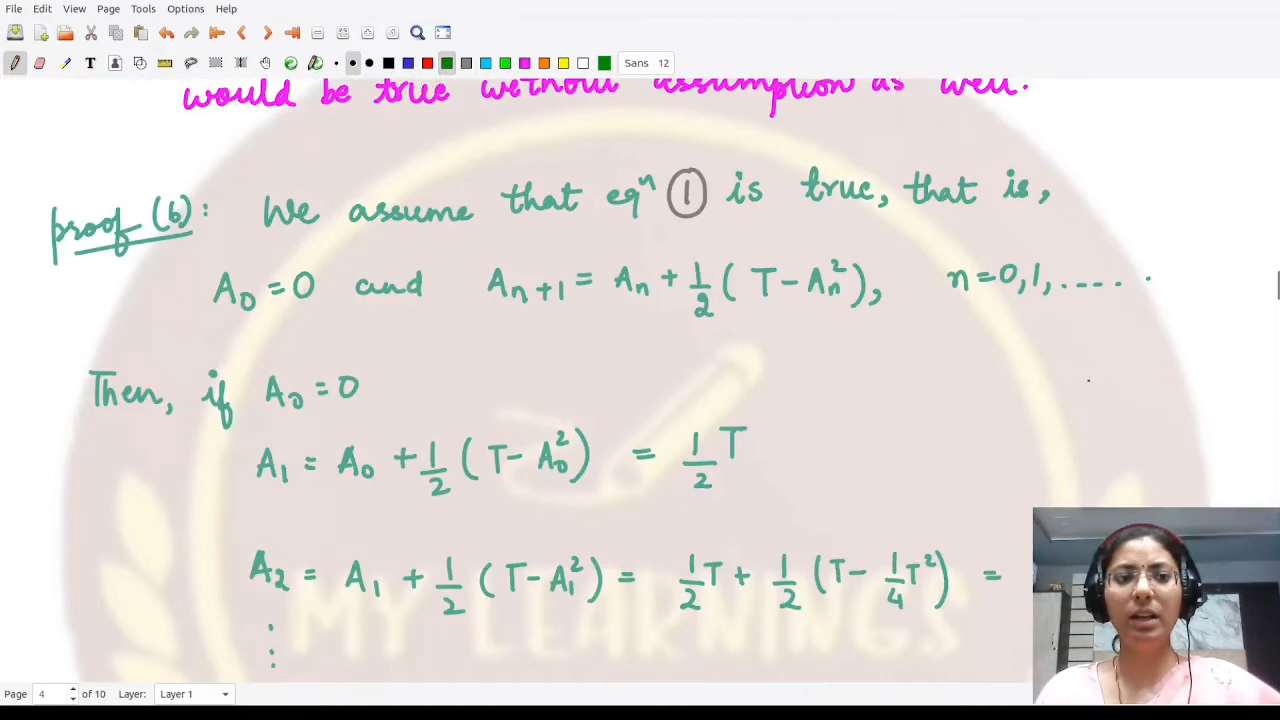 File Edit View Page Tools Options Help
Sans 12
would be true without assumption as well.
proof (b): We assume that eqⁿ ① is true, that is,
A₀ = 0 and Aₙ₊₁ = Aₙ + 1/2 ( T − Aₙ² ), n = 0, 1, .....
Then, if A₀ = 0
A₁ = A₀ + 1/2 ( T − A₀² ) = 1/2 T
A₂ = A₁ + 1/2 ( T − A₁² ) = 1/2 T + 1/2 ( T − 1/4 T² ) =
⋮
MY LEARNINGS
Page 4 of 10 Layer: Layer 1